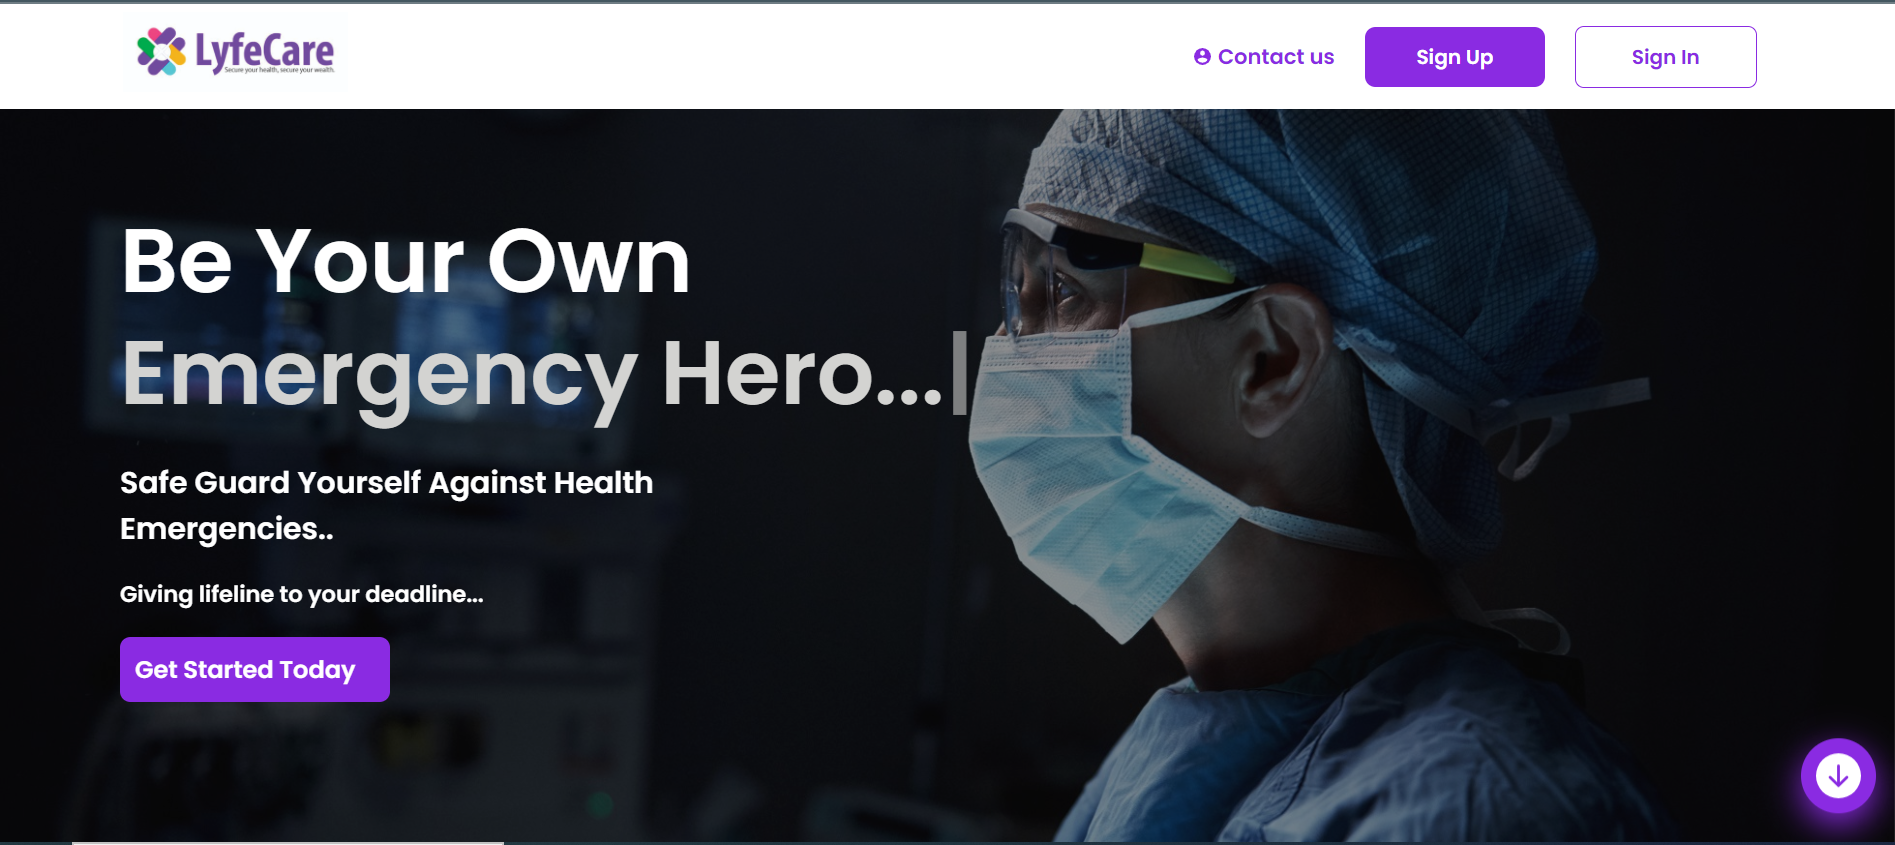 LyfeCare
Secure your health, secure your wealth.
Contact us
Sign Up
Sign In
Be Your Own
Emergency Hero...|
Safe Guard Yourself Against Health
Emergencies..
Giving lifeline to your deadline...
Get Started Today